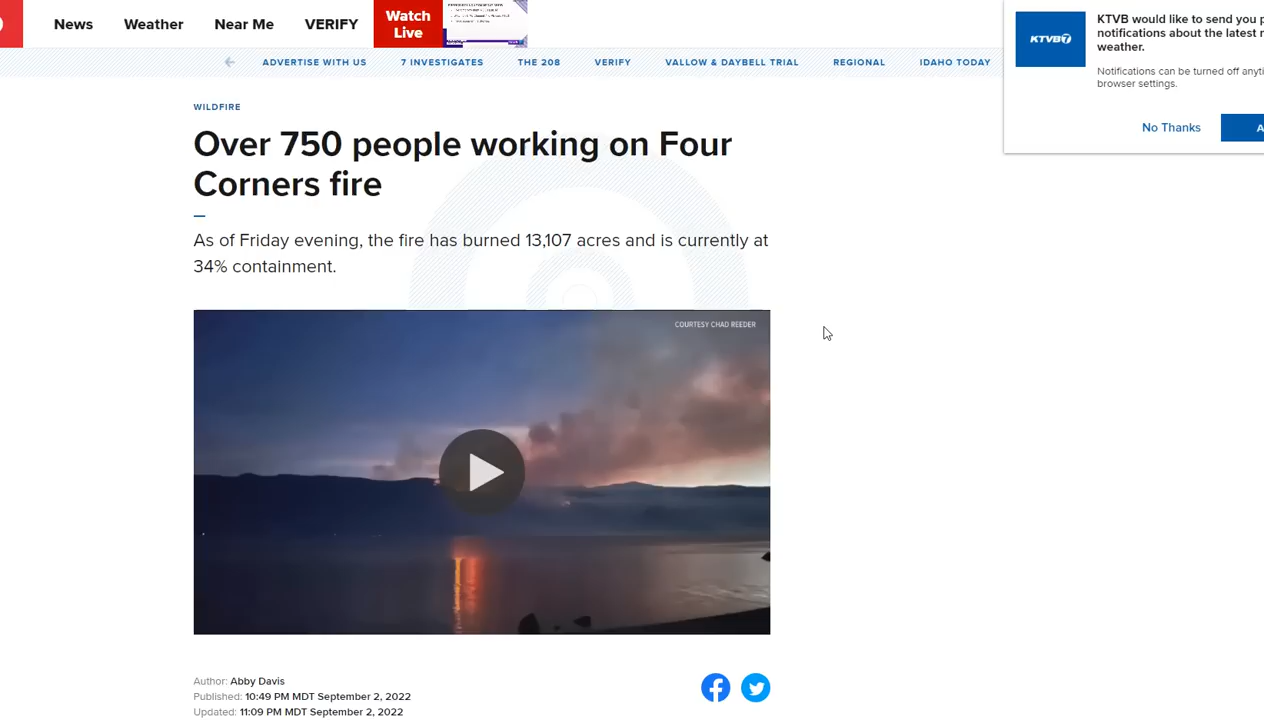 News
Weather
Near Me
VERIFY
Watch
Live
KTVB7
KTVB would like to send you
notifications about the latest
weather.
Notifications can be turned off
browser settings.
No Thanks
ADVERTISE WITH US
7 INVESTIGATES
THE 208
VERIFY
VALLOW & DAYBELL TRIAL
REGIONAL
IDAHO TODAY
WILDFIRE
Over 750 people working on Four
Corners fire
As of Friday evening, the fire has burned 13,107 acres and is currently at
34% containment.
COURTESY CHAD REEDER
Author: Abby Davis
Published: 10:49 PM MDT September 2, 2022
Updated: 11:09 PM MDT September 2, 2022